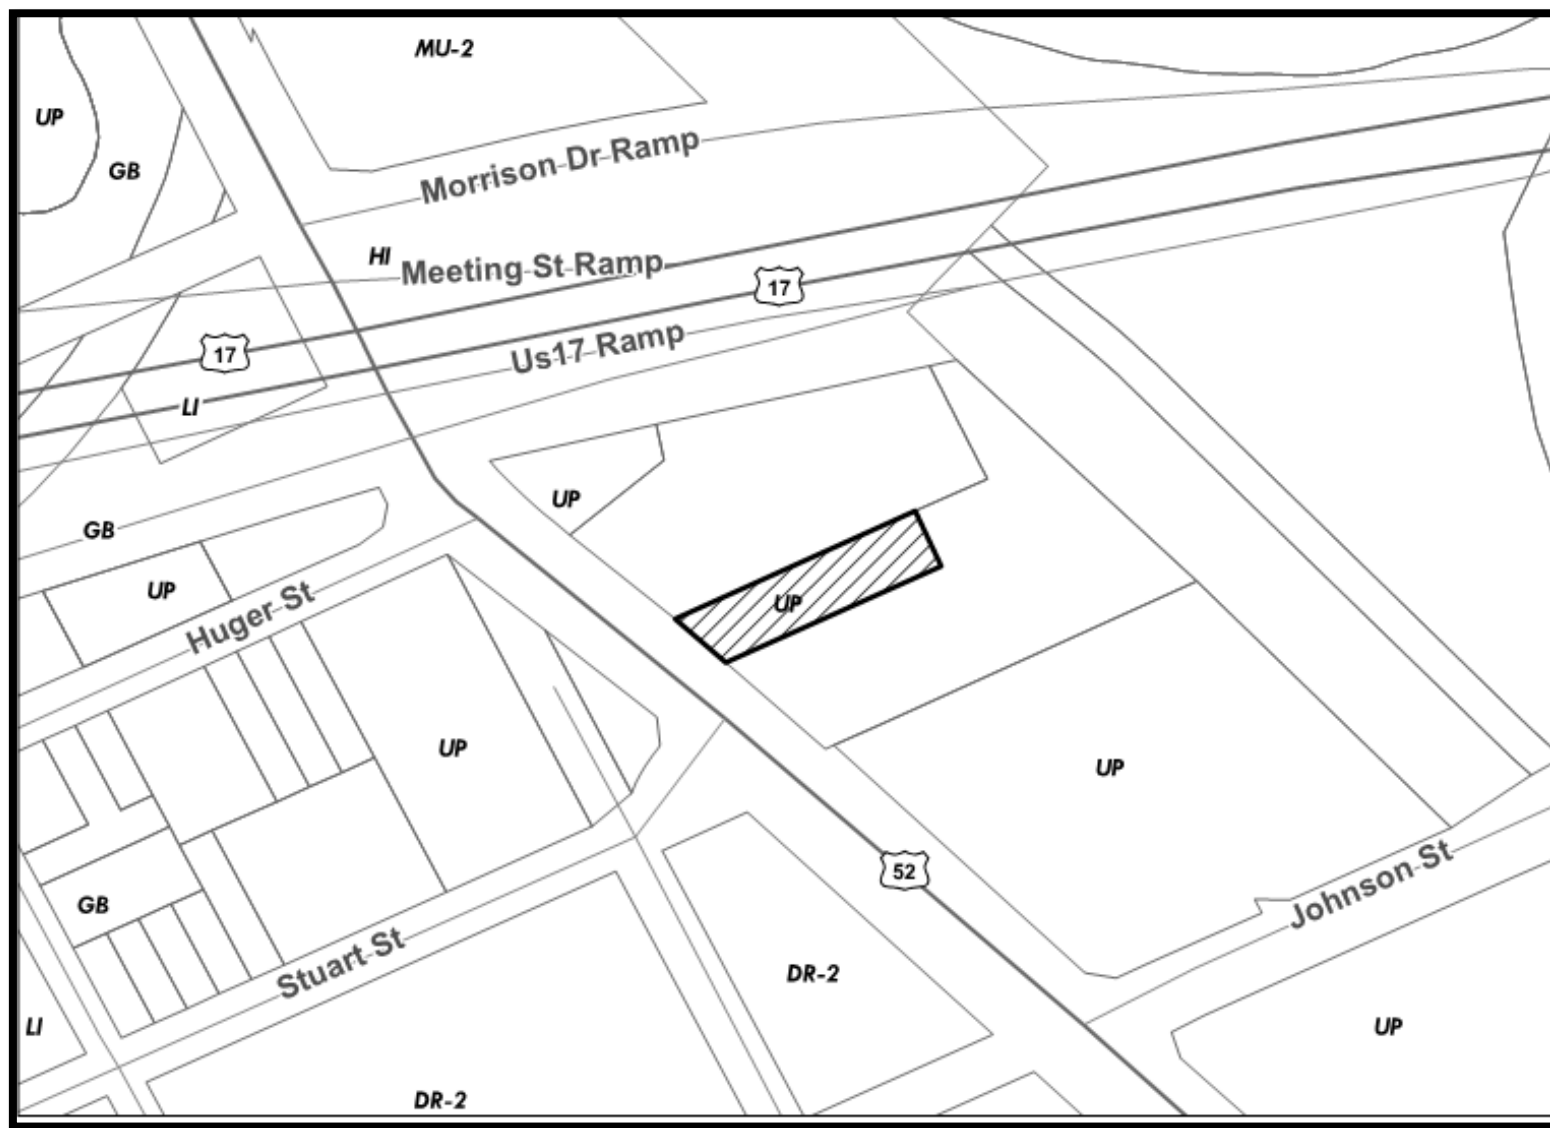 MU-2
UP
Morrison Dr Ramp
GB
HI
Meeting St Ramp
17
Us17 Ramp
17
LI
UP
GB
UP
Huger St
UP
UP
UP
52
Johnson St
GB
Stuart St
DR-2
LI
UP
DR-2